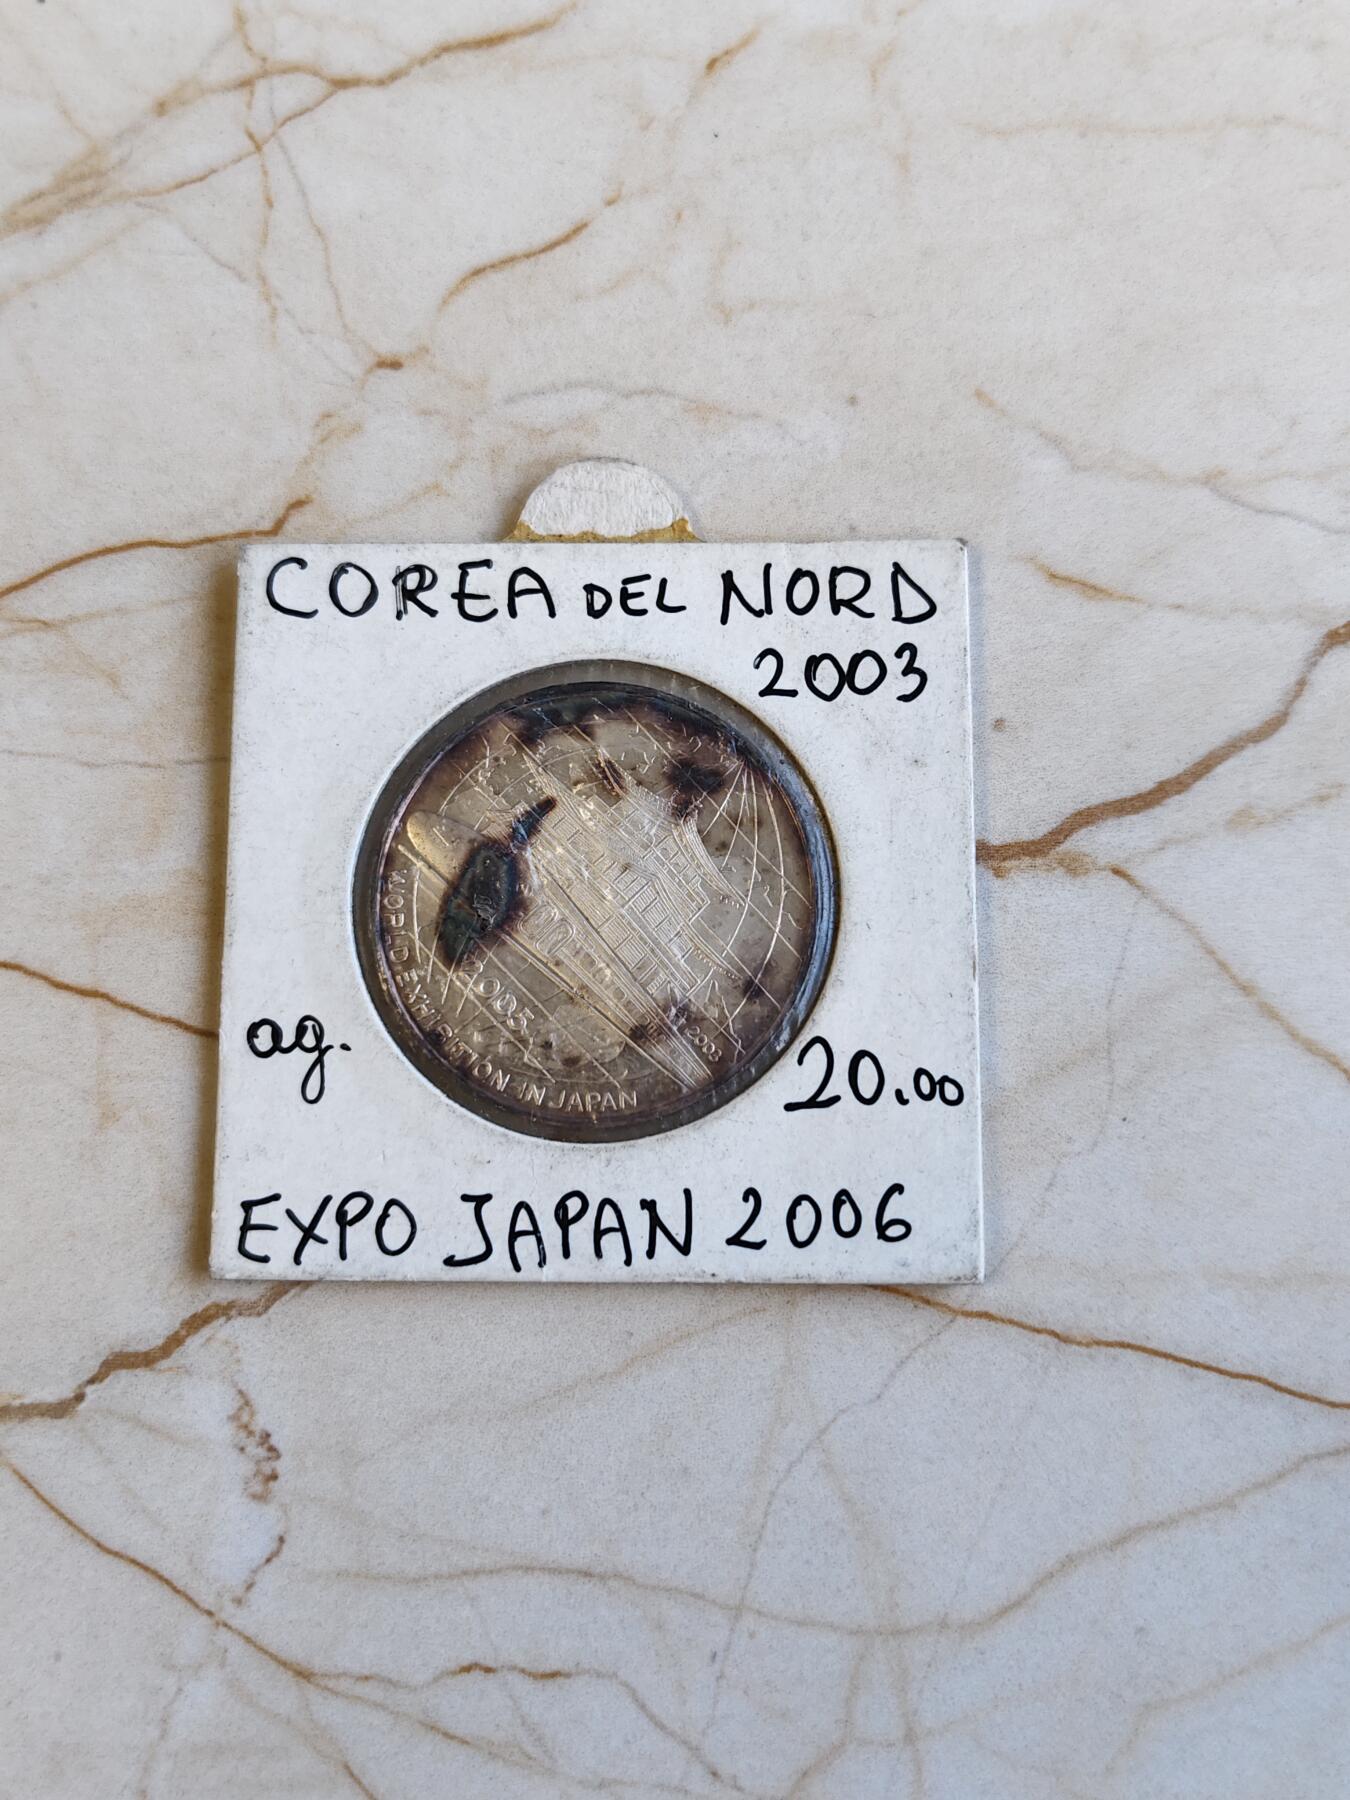 COREA DEL NORD
2003
WORLD EXHIBITION IN JAPAN
2005
2003
ag.
20.00
EXPO JAPAN 2006